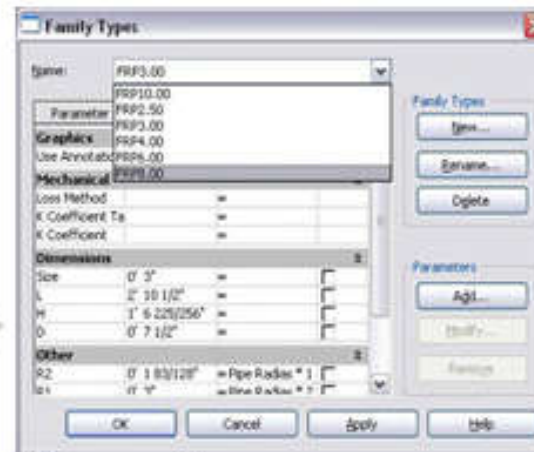 Family Types
Name: FRP3.00
FRP10.00
FRP2.50
FRP3.00
FRP4.00
FRP6.00
FRP8.00
Parameter
Graphics
Use Annotatio
Mechanical
Loss Method =
K Coefficient Ta =
K Coefficient =
Dimensions
Size 0' 3" =
L 2' 10 1/2" =
H 1' 6 225/256" =
D 0' 7 1/2" =
Other
R2 0' 1 83/128" = Pipe Radius * 1
R1 0' 3" = Pipe Radius * 2
Family Types
New...
Rename...
Delete
Parameters
Add...
Modify...
Remove
OK Cancel Apply Help